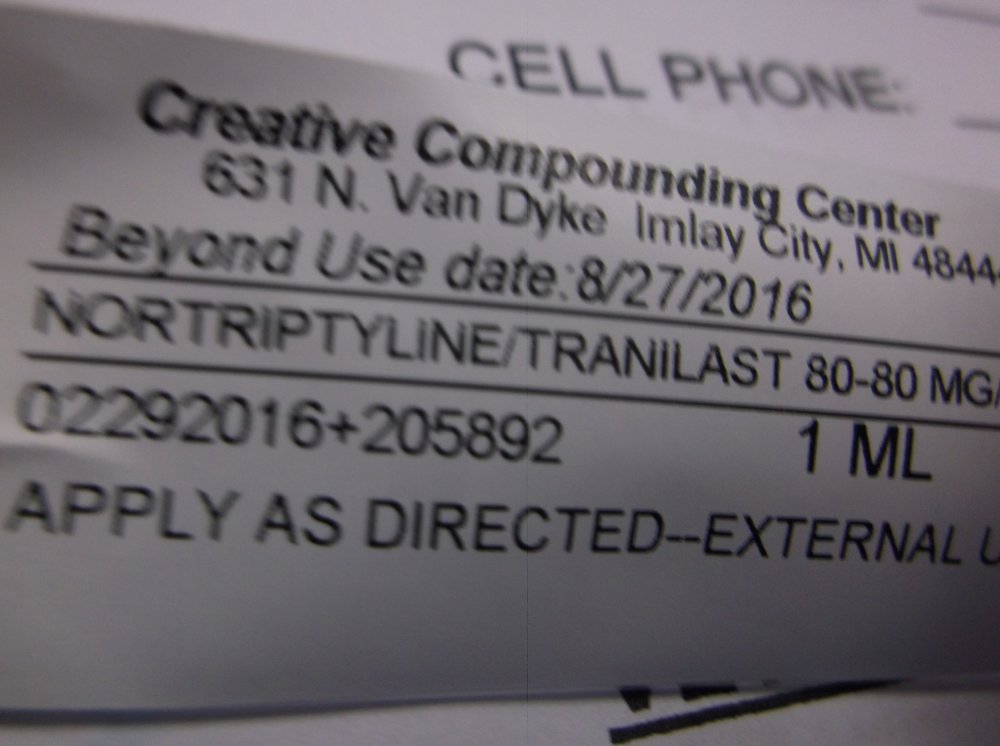 CELL PHONE:
Creative Compounding Center
631 N. Van Dyke Imlay City, MI 4844
Beyond Use date:8/27/2016
NORTRIPTYLINE/TRANILAST 80-80 MG/
02292016+205892 1 ML
APPLY AS DIRECTED--EXTERNAL U